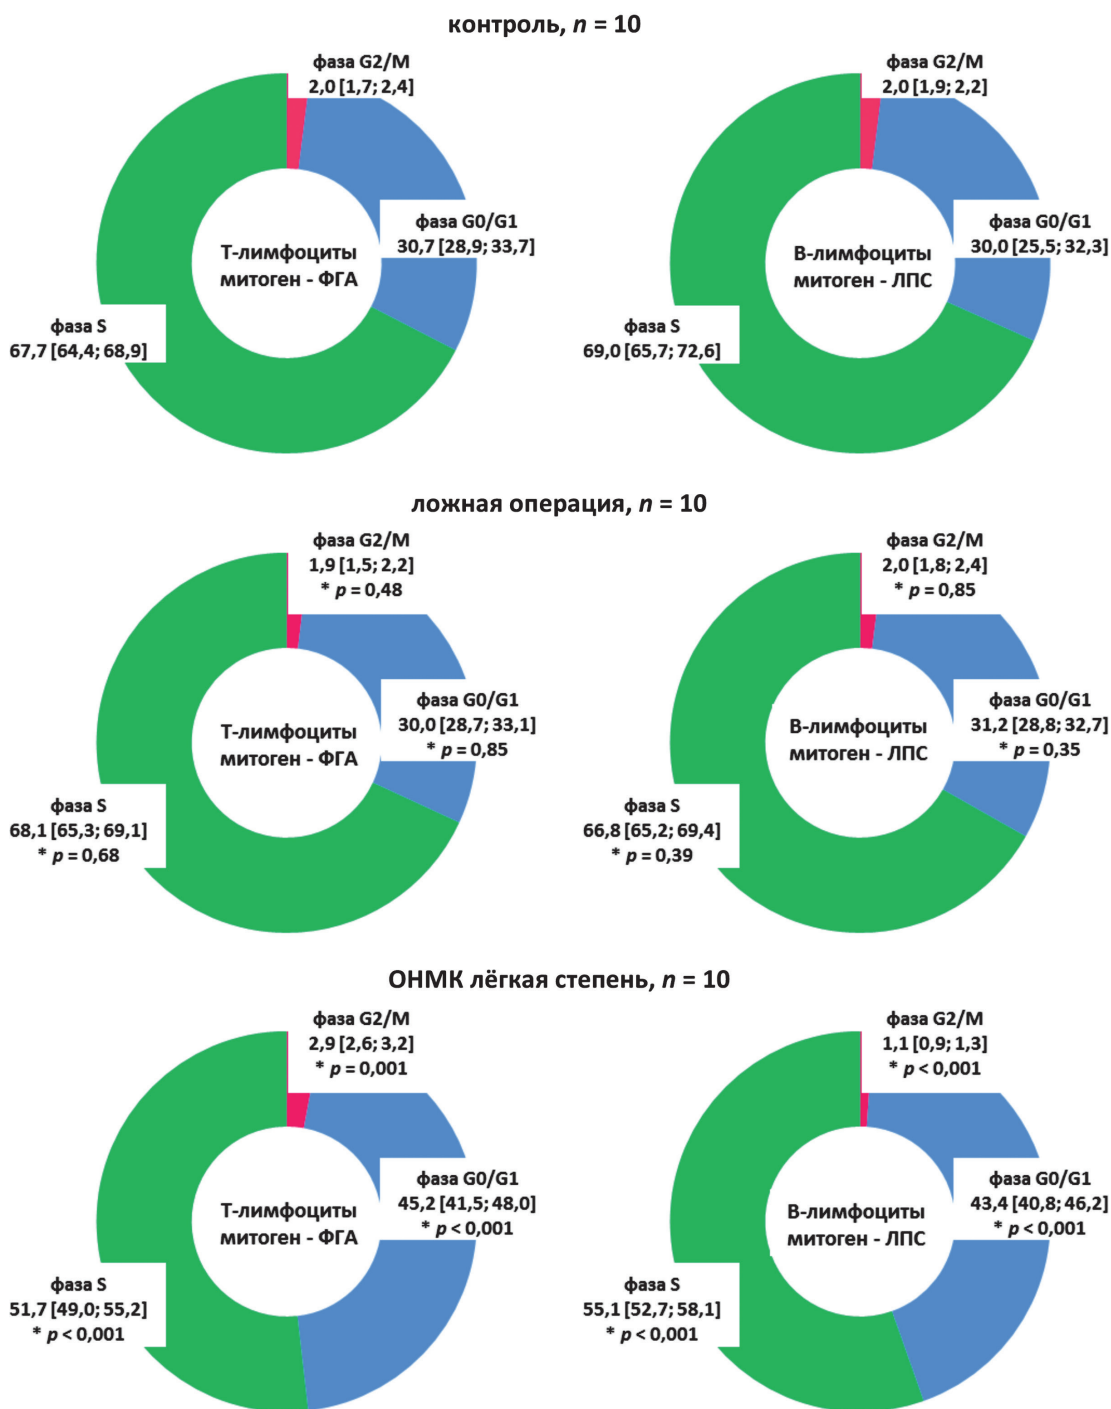 контроль, n = 10
фаза G2/M
2,0 [1,7; 2,4]
фаза G0/G1
30,7 [28,9; 33,7]
Т-лимфоциты
митоген - ФГА
фаза S
67,7 [64,4; 68,9]
фаза G2/M
2,0 [1,9; 2,2]
фаза G0/G1
30,0 [25,5; 32,3]
В-лимфоциты
митоген - ЛПС
фаза S
69,0 [65,7; 72,6]
ложная операция, n = 10
фаза G2/M
1,9 [1,5; 2,2]
* p = 0,48
фаза G0/G1
30,0 [28,7; 33,1]
* p = 0,85
Т-лимфоциты
митоген - ФГА
фаза S
68,1 [65,3; 69,1]
* p = 0,68
фаза G2/M
2,0 [1,8; 2,4]
* p = 0,85
фаза G0/G1
31,2 [28,8; 32,7]
* p = 0,35
В-лимфоциты
митоген - ЛПС
фаза S
66,8 [65,2; 69,4]
* p = 0,39
ОНМК лёгкая степень, n = 10
фаза G2/M
2,9 [2,6; 3,2]
* p = 0,001
фаза G0/G1
45,2 [41,5; 48,0]
* p < 0,001
Т-лимфоциты
митоген - ФГА
фаза S
51,7 [49,0; 55,2]
* p < 0,001
фаза G2/M
1,1 [0,9; 1,3]
* p < 0,001
фаза G0/G1
43,4 [40,8; 46,2]
* p < 0,001
В-лимфоциты
митоген - ЛПС
фаза S
55,1 [52,7; 58,1]
* p < 0,001